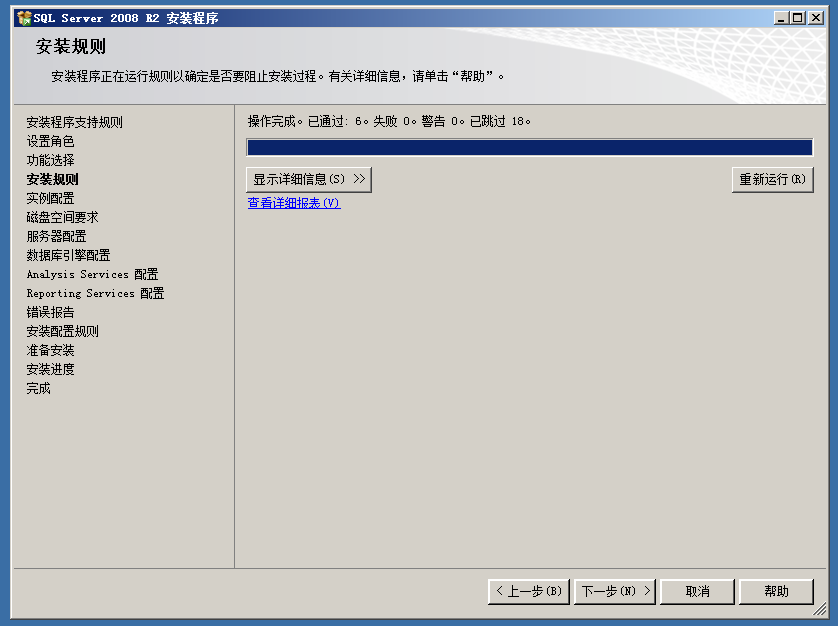 SQL Server 2008 R2 安装程序
安装规则
安装程序正在运行规则以确定是否要阻止安装过程。有关详细信息，请单击“帮助”。
安装程序支持规则
设置角色
功能选择
安装规则
实例配置
磁盘空间要求
服务器配置
数据库引擎配置
Analysis Services 配置
Reporting Services 配置
错误报告
安装配置规则
准备安装
安装进度
完成
操作完成。已通过: 6。失败 0。警告 0。已跳过 18。
显示详细信息(S) >>
重新运行(R)
查看详细报表(V)
< 上一步(B)
下一步(N) >
取消
帮助